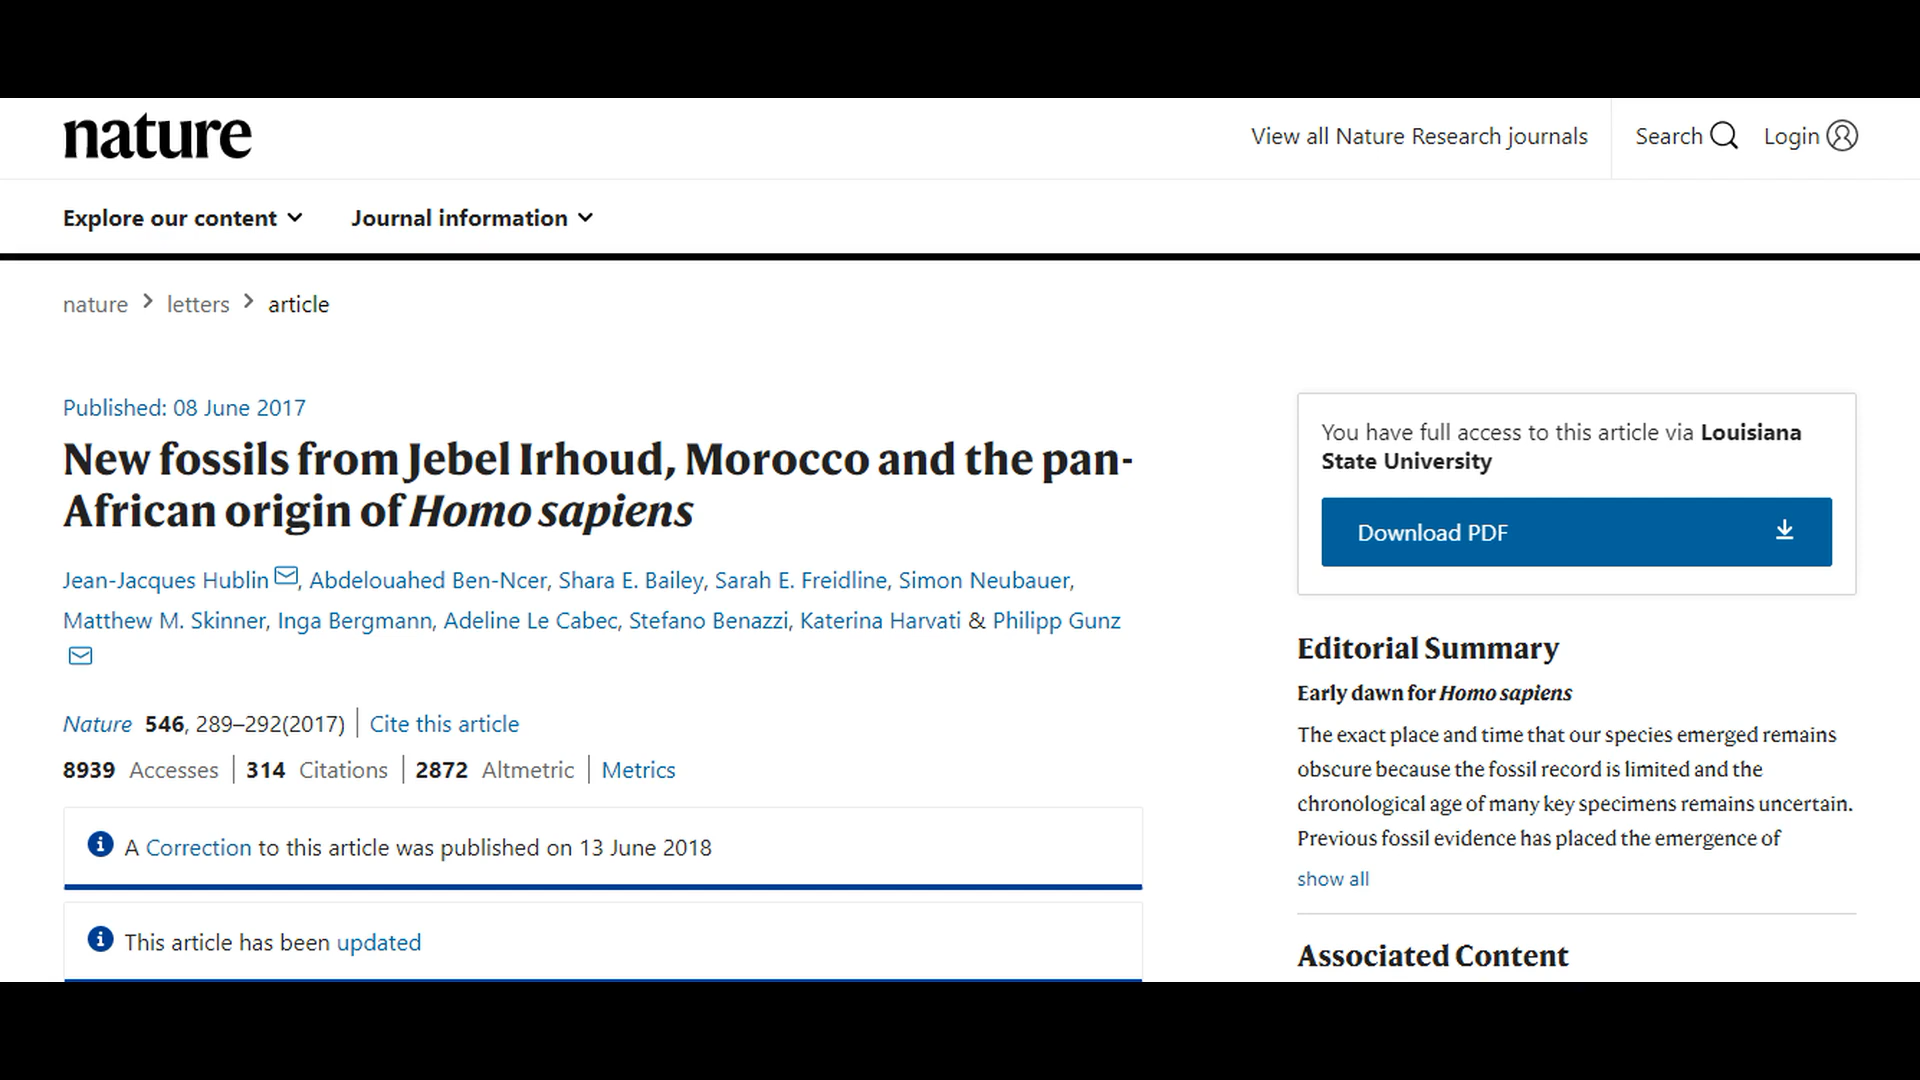 nature
View all Nature Research journals
Search
Login
Explore our content
Journal information
nature > letters > article
Published: 08 June 2017
New fossils from Jebel Irhoud, Morocco and the pan-
African origin of Homo sapiens
Jean-Jacques Hublin, Abdelouahed Ben-Ncer, Shara E. Bailey, Sarah E. Freidline, Simon Neubauer,
Matthew M. Skinner, Inga Bergmann, Adeline Le Cabec, Stefano Benazzi, Katerina Harvati & Philipp Gunz
Nature 546, 289–292(2017) | Cite this article
8939 Accesses | 314 Citations | 2872 Altmetric | Metrics
A Correction to this article was published on 13 June 2018
This article has been updated
You have full access to this article via Louisiana
State University
Download PDF
Editorial Summary
Early dawn for Homo sapiens
The exact place and time that our species emerged remains
obscure because the fossil record is limited and the
chronological age of many key specimens remains uncertain.
Previous fossil evidence has placed the emergence of
show all
Associated Content